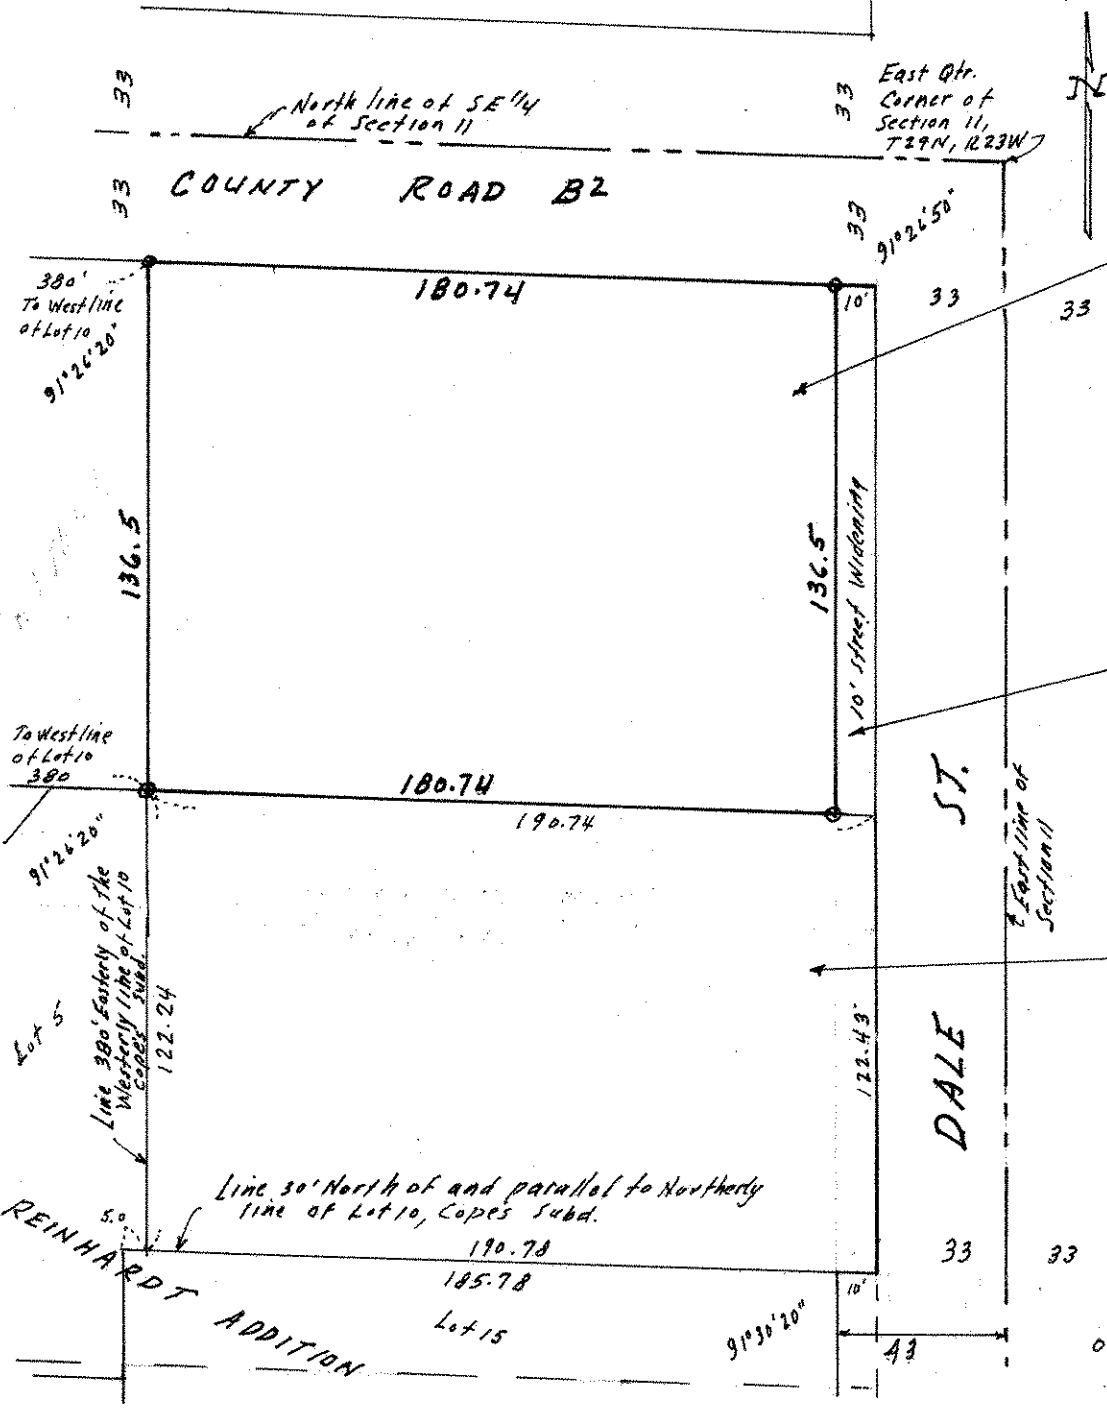 33
33
East Qtr.
Corner of
Section 11,
T29N, R23W
N
North line of SE 1/4
of Section 11
33
COUNTY ROAD B2
33
91°26'50"
380'
To West line
of Lot 10
180.74
10'
33
33
91°26'20"
136.5
136.5
10' Street Widening
To West line
of Lot 10
380
180.74
190.74
91°26'20"
Line 380' Easterly of the
Westerly line of Lot 10
Cope's Subd.
122.24
Lot 5
122.43
DALE ST.
℄ East line of
Section 11
Line 30' North of and parallel to Northerly
line of Lot 10, Cope's Subd.
5.0
190.78
185.78
33
33
10'
REINHARDT ADDITION
Lot 15
91°30'20"
43
0